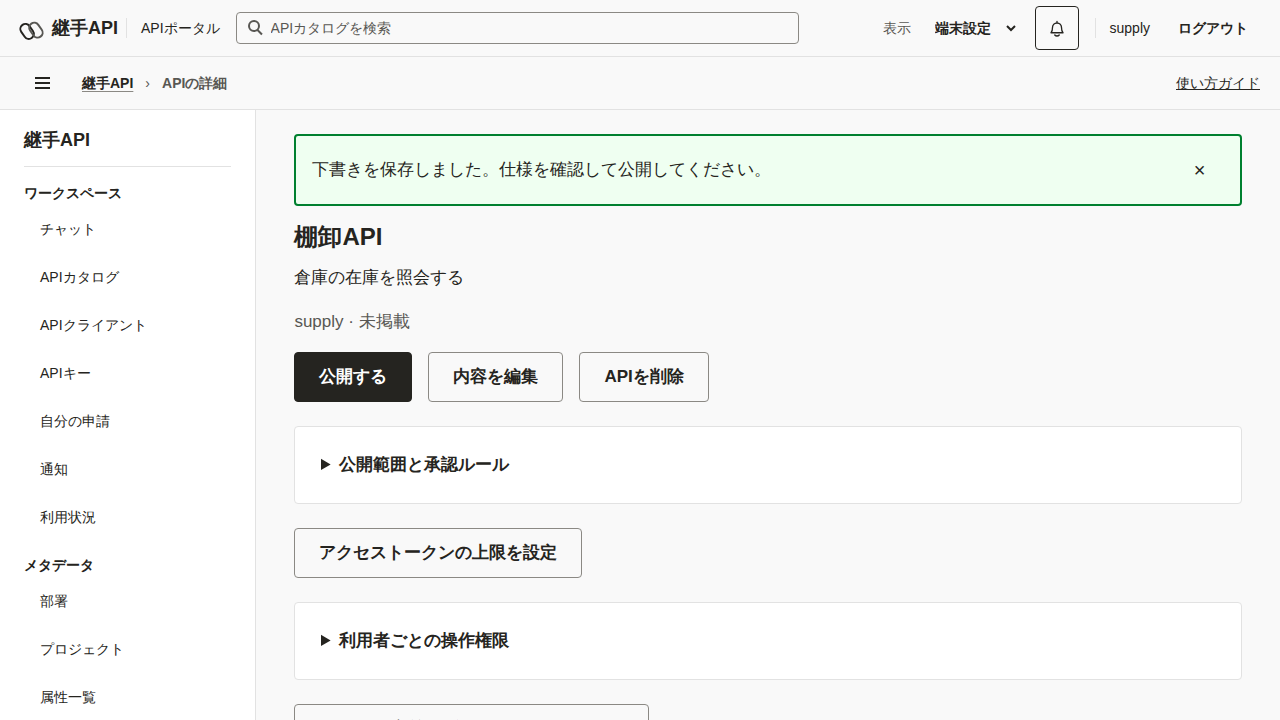 継手API
APIポータル
APIカタログを検索
表示
端末設定
supply
ログアウト
継手API › APIの詳細
使い方ガイド
継手API
ワークスペース
チャット
APIカタログ
APIクライアント
APIキー
自分の申請
通知
利用状況
メタデータ
部署
プロジェクト
属性一覧
下書きを保存しました。仕様を確認して公開してください。
×
棚卸API
倉庫の在庫を照会する
supply · 未掲載
公開する
内容を編集
APIを削除
▶ 公開範囲と承認ルール
アクセストークンの上限を設定
▶ 利用者ごとの操作権限